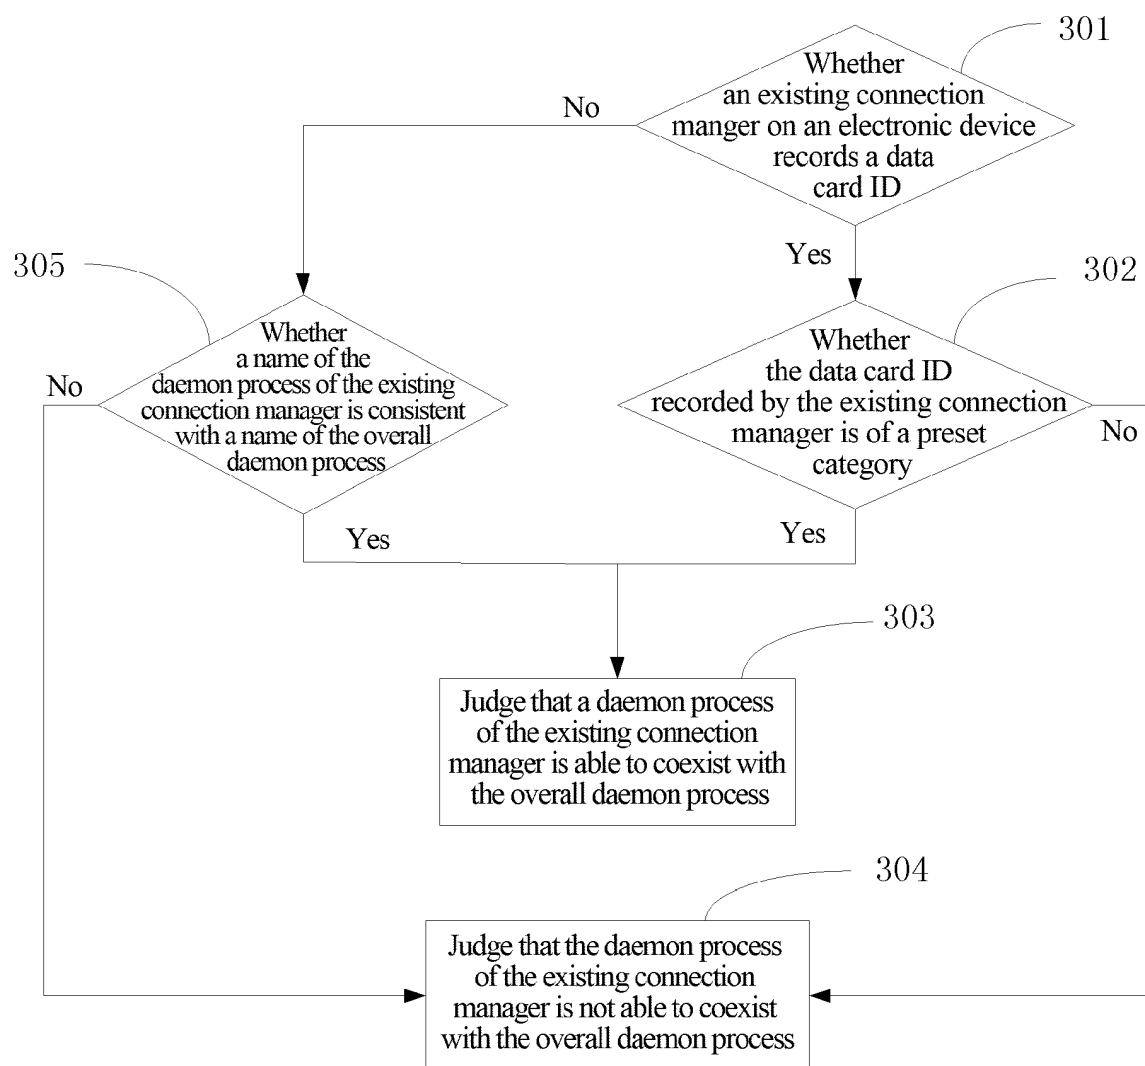 301
Whether
an existing connection
manger on an electronic device
records a data
card ID
No
Yes
305
302
Whether
a name of the
daemon process of the existing
connection manager is consistent
with a name of the overall
daemon process
No
Yes
Whether
the data card ID
recorded by the existing connection
manager is of a preset
category
No
Yes
303
Judge that a daemon process
of the existing connection
manager is able to coexist with
the overall daemon process
304
Judge that the daemon process
of the existing connection
manager is not able to coexist
with the overall daemon process